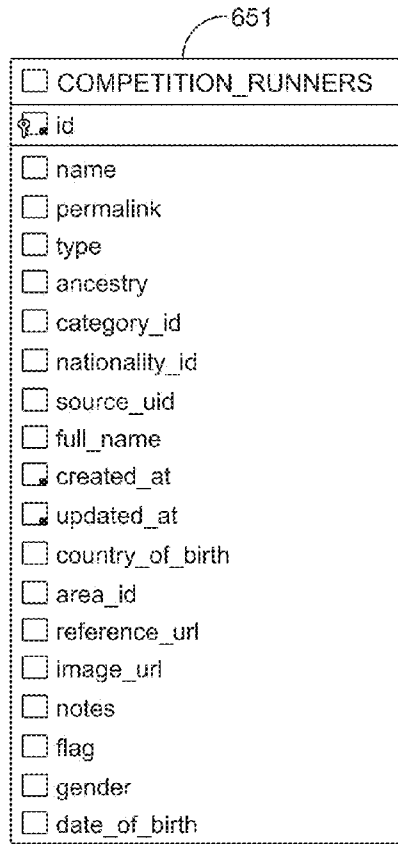 651
COMPETITION_RUNNERS
id
name
permalink
type
ancestry
category_id
nationality_id
source_uid
full_name
created_at
updated_at
country_of_birth
area_id
reference_url
image_url
notes
flag
gender
date_of_birth